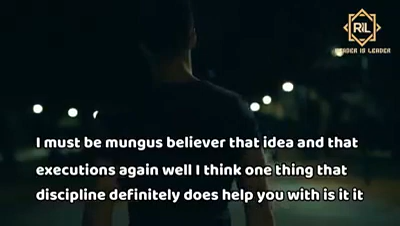 RIL
READER IS LEADER
I must be mungus believer that idea and that
executions again well I think one thing that
discipline definitely does help you with is it it